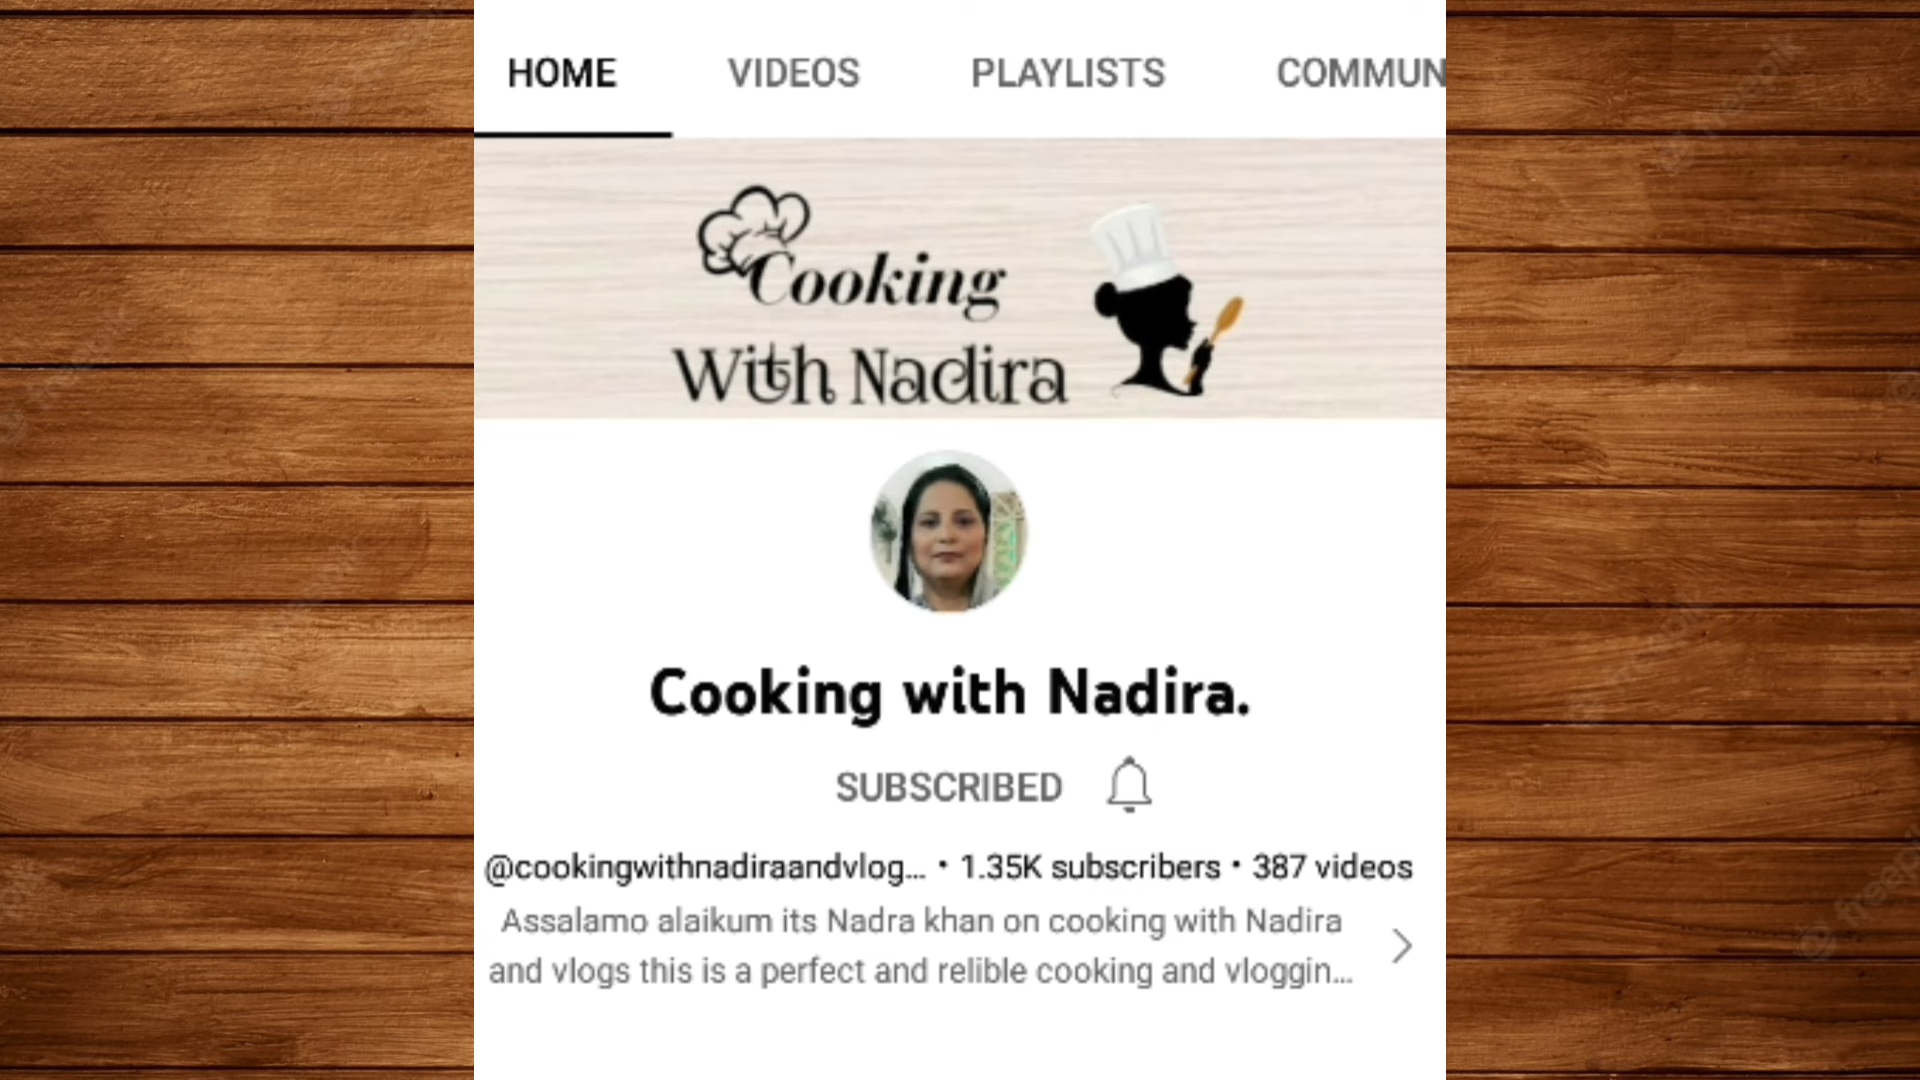 HOME VIDEOS PLAYLISTS COMMUN
Cooking
With Nadira
Cooking with Nadira.
SUBSCRIBED
@cookingwithnadiraandvlog... • 1.35K subscribers • 387 videos
Assalamo alaikum its Nadra khan on cooking with Nadira
and vlogs this is a perfect and relible cooking and vloggin...